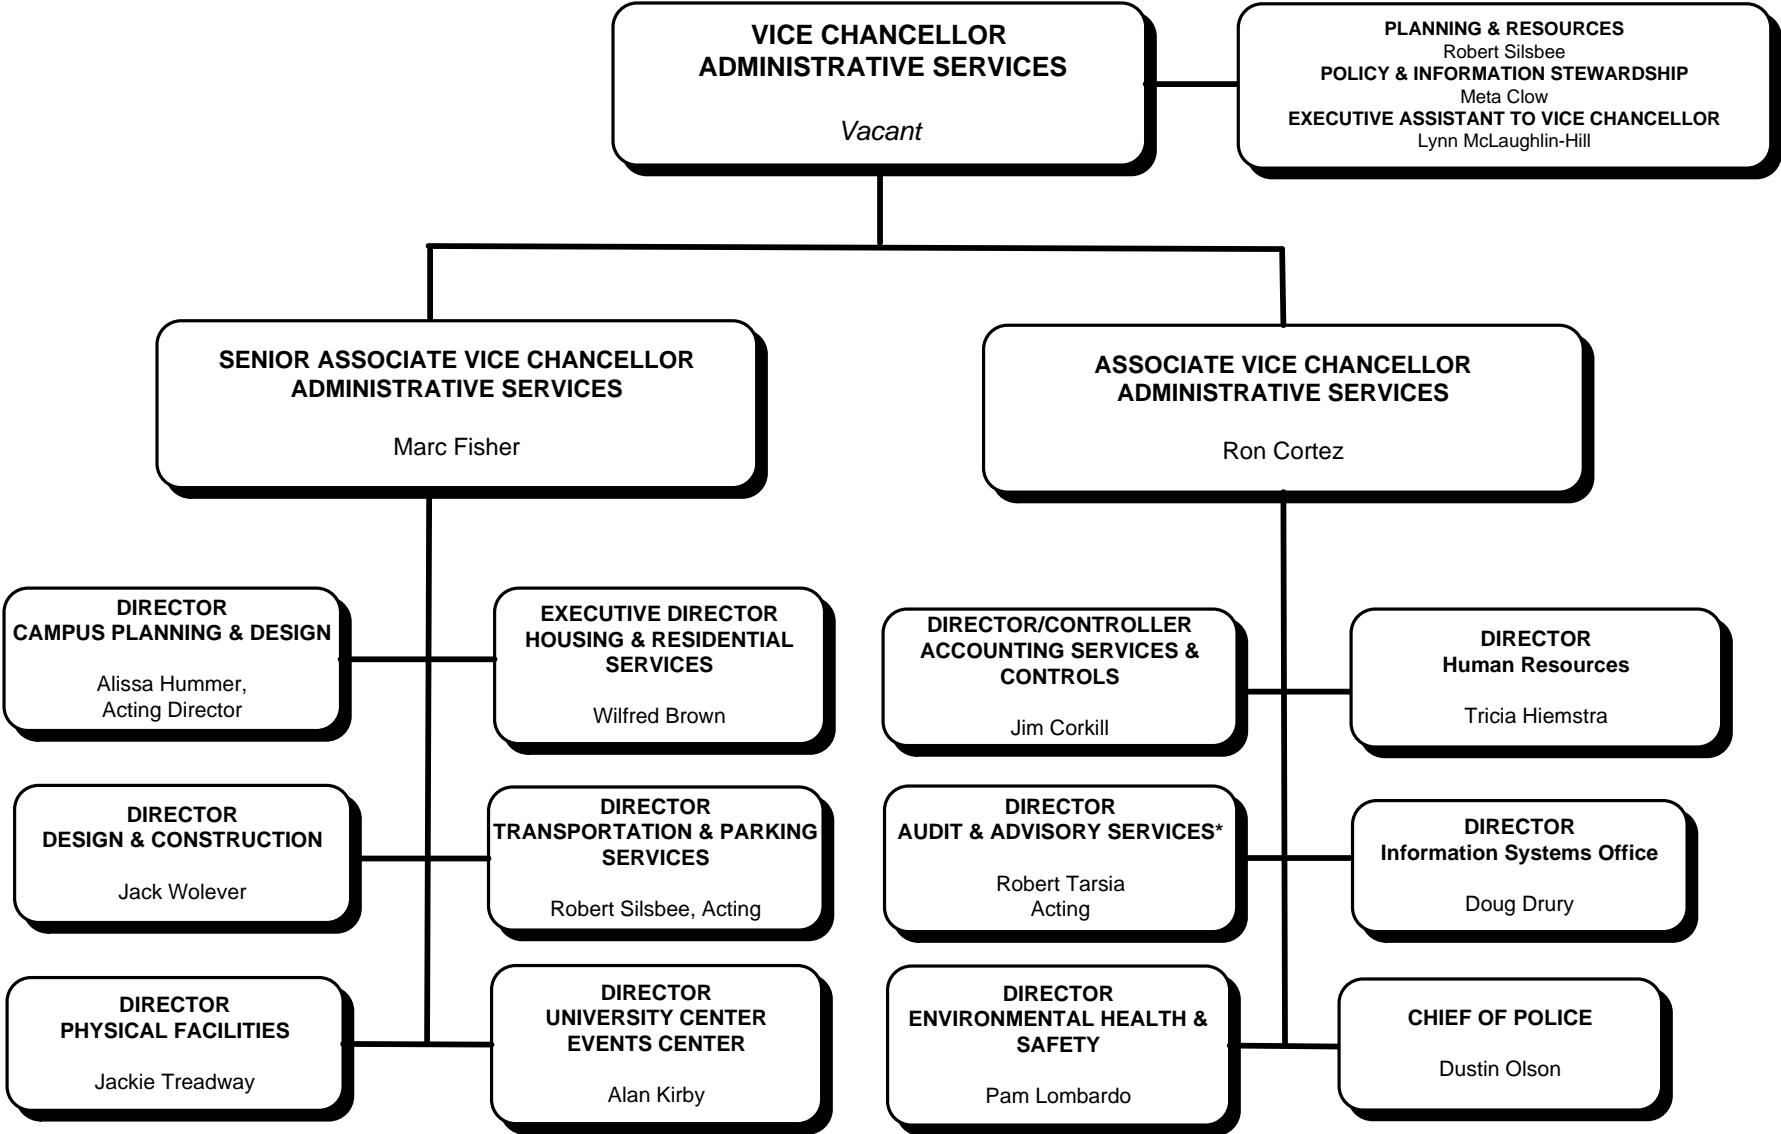 VICE CHANCELLOR
ADMINISTRATIVE SERVICES
Vacant
PLANNING & RESOURCES
Robert Silsbee
POLICY & INFORMATION STEWARDSHIP
Meta Clow
EXECUTIVE ASSISTANT TO VICE CHANCELLOR
Lynn McLaughlin-Hill
SENIOR ASSOCIATE VICE CHANCELLOR
ADMINISTRATIVE SERVICES
Marc Fisher
ASSOCIATE VICE CHANCELLOR
ADMINISTRATIVE SERVICES
Ron Cortez
DIRECTOR
CAMPUS PLANNING & DESIGN
Alissa Hummer,
Acting Director
EXECUTIVE DIRECTOR
HOUSING & RESIDENTIAL
SERVICES
Wilfred Brown
DIRECTOR/CONTROLLER
ACCOUNTING SERVICES &
CONTROLS
Jim Corkill
DIRECTOR
Human Resources
Tricia Hiemstra
DIRECTOR
DESIGN & CONSTRUCTION
Jack Wolever
DIRECTOR
TRANSPORTATION & PARKING
SERVICES
Robert Silsbee, Acting
DIRECTOR
AUDIT & ADVISORY SERVICES*
Robert Tarsia
Acting
DIRECTOR
Information Systems Office
Doug Drury
DIRECTOR
PHYSICAL FACILITIES
Jackie Treadway
DIRECTOR
UNIVERSITY CENTER
EVENTS CENTER
Alan Kirby
DIRECTOR
ENVIRONMENTAL HEALTH &
SAFETY
Pam Lombardo
CHIEF OF POLICE
Dustin Olson